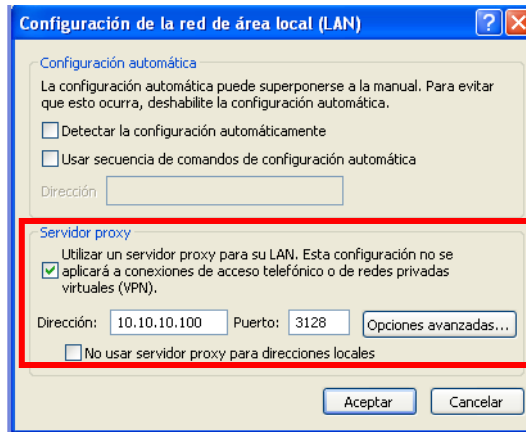 Configuración de la red de área local (LAN)
Configuración automática
La configuración automática puede superponerse a la manual. Para evitar
que esto ocurra, deshabilite la configuración automática.
Detectar la configuración automáticamente
Usar secuencia de comandos de configuración automática
Dirección
Servidor proxy
Utilizar un servidor proxy para su LAN. Esta configuración no se
aplicará a conexiones de acceso telefónico o de redes privadas
virtuales (VPN).
Dirección: 10.10.10.100 Puerto: 3128 Opciones avanzadas...
No usar servidor proxy para direcciones locales
Aceptar Cancelar